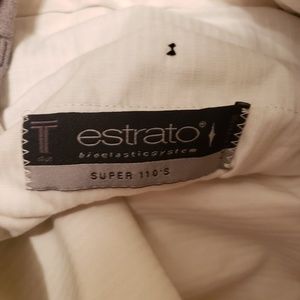 T estrato®
bioelasticsystem
SUPER 110'S